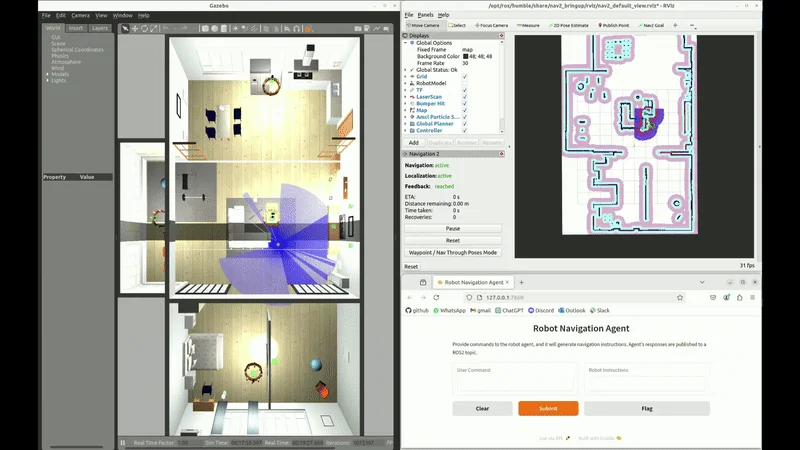 Gazebo
File Edit Camera View Window Help
World Insert Layers
GUI
Scene
Spherical Coordinates
Physics
Atmosphere
Wind
Models
Lights
Property Value
Real Time Factor:
Sim Time:
Real Time:
Iterations:
/opt/ros/humble/share/nav2_bringup/rviz/nav2_default_view.rviz* - RViz
File Panels Help
Move Camera Select Focus Camera Measure 2D Pose Estimate Publish Point Nav2 Goal
Displays
Global Options
Fixed Frame map
Background Color 48; 48; 48
Frame Rate 30
Global Status: Ok
Grid
RobotModel
TF
LaserScan
Bumper Hit
Map
Amcl Particle S...
Global Planner
Controller
Add Duplicate Remove Rename
Navigation 2
Navigation: active
Localization: active
Feedback: reached
ETA: 0 s
Distance remaining: 0.00 m
Time taken: 0 s
Recoveries: 0
Pause
Reset
Waypoint / Nav Through Poses Mode
Reset
31 fps
Robot Navigation Agent
127.0.0.1:7860
github WhatsApp gmail ChatGPT Discord Outlook Slack
Robot Navigation Agent
Provide commands to the robot agent, and it will generate navigation instructions. Agent's responses are published to a
ROS2 topic.
User Command
Robot Instructions
Clear
Submit
Flag
Use via API
Built with Gradio